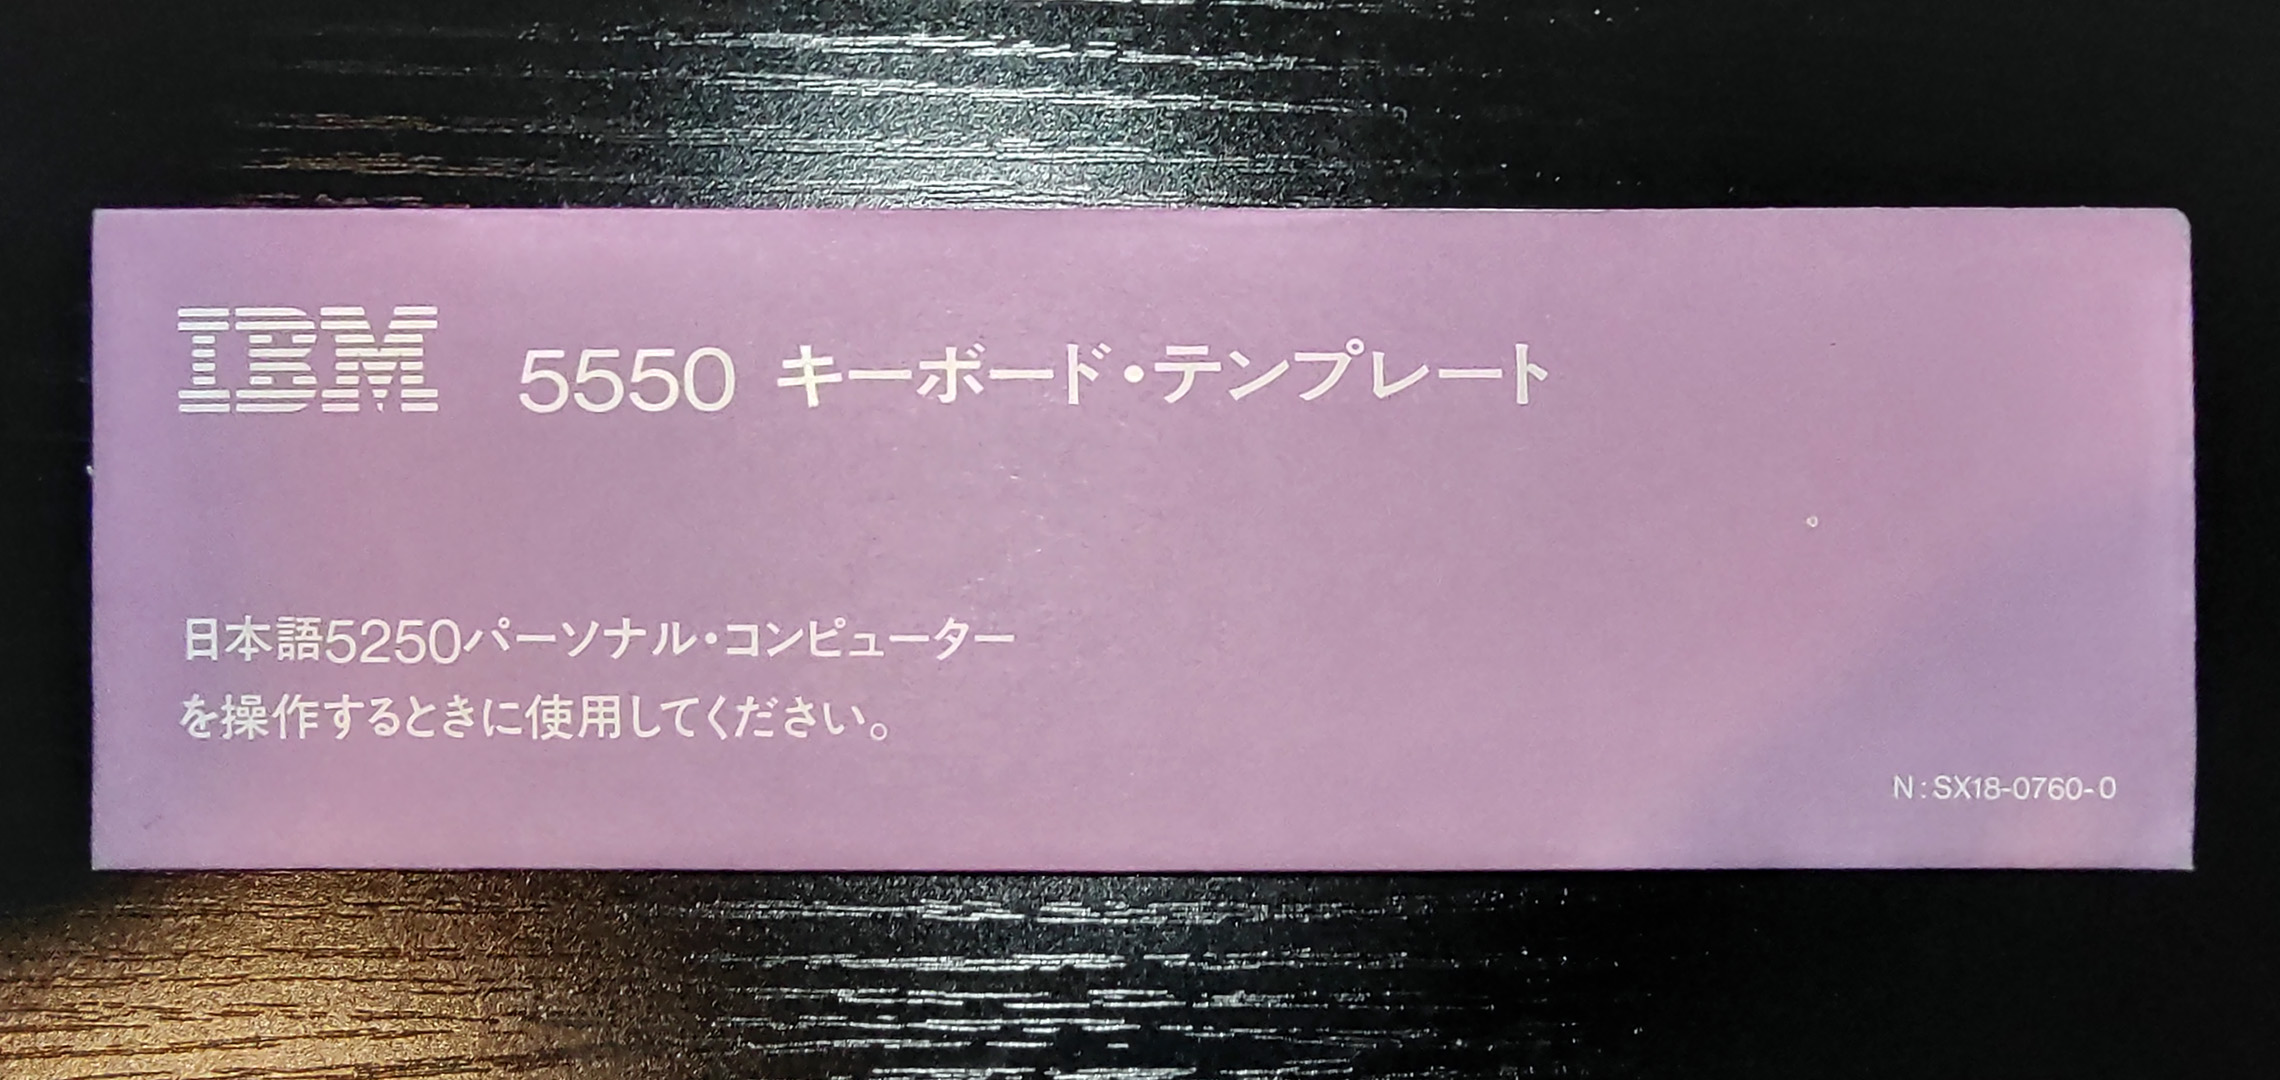 IBM 5550 キーボード・テンプレート
日本語5250パーソナル・コンピューター
を操作するときに使用してください。
N:SX18-0760-0